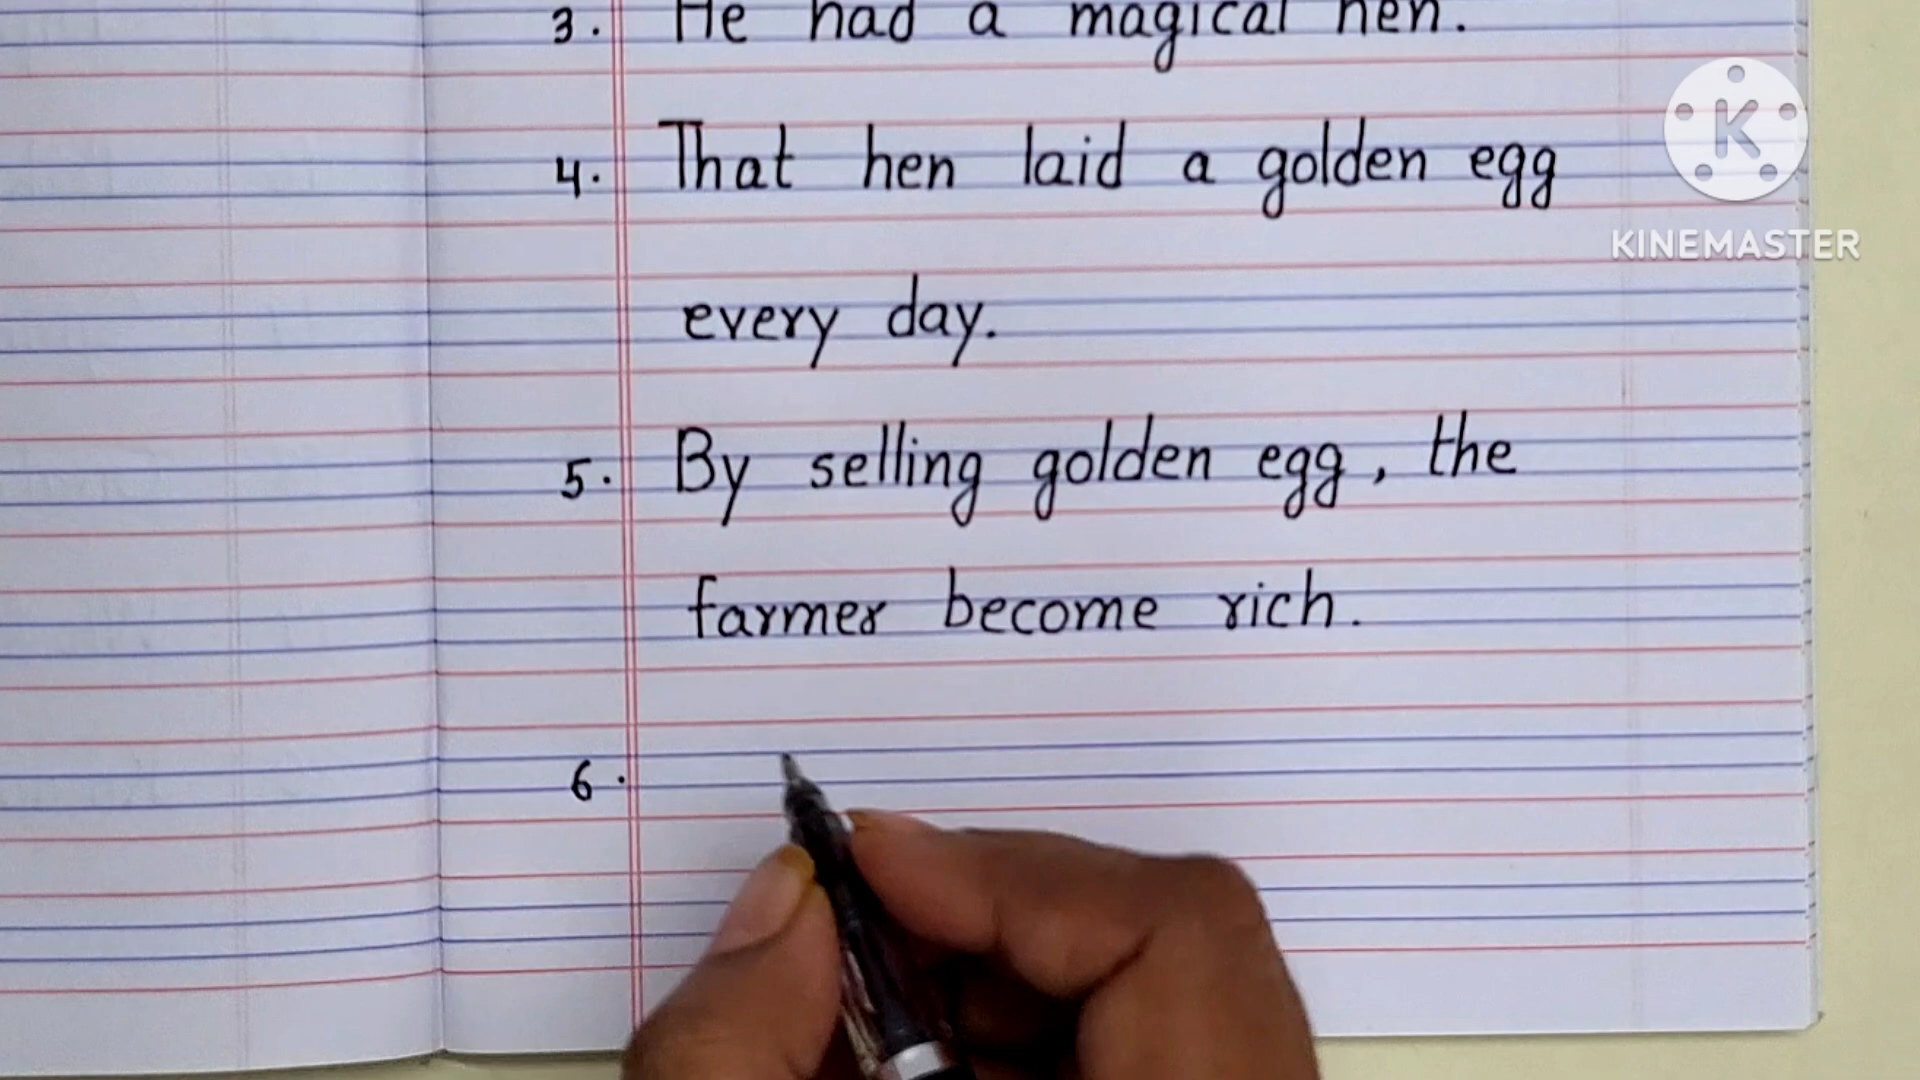 3. He had a magical hen.
4. That hen laid a golden egg
every day.
5. By selling golden egg, the
farmer become rich.
6.
K
KINEMASTER